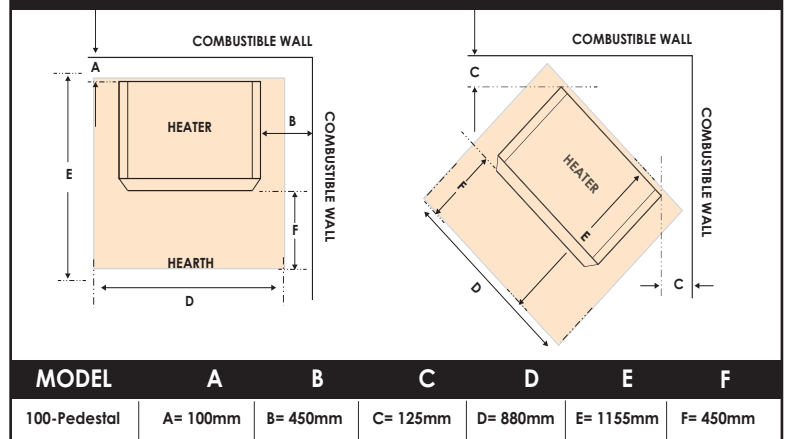 COMBUSTIBLE WALL
A
HEATER
B
COMBUSTIBLE WALL
E
F
HEARTH
D
COMBUSTIBLE WALL
C
COMBUSTIBLE WALL
HEATER
F
E
D
C
MODEL A B C D E F
100-Pedestal A= 100mm B= 450mm C= 125mm D= 880mm E= 1155mm F= 450mm